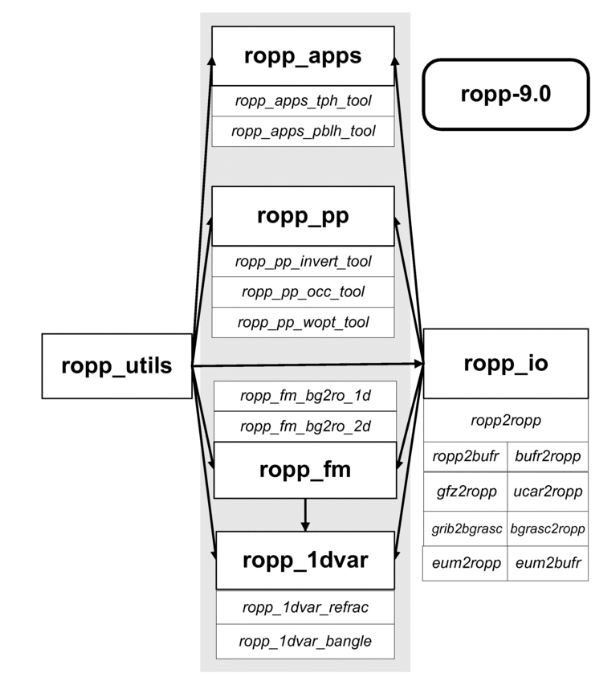 ropp_apps
ropp_apps_tph_tool
ropp_apps_pblh_tool
ropp-9.0
ropp_pp
ropp_pp_invert_tool
ropp_pp_occ_tool
ropp_pp_wopt_tool
ropp_utils
ropp_io
ropp2ropp
ropp2bufr bufr2ropp
gfz2ropp ucar2ropp
grib2bgrasc bgrasc2ropp
eum2ropp eum2bufr
ropp_fm_bg2ro_1d
ropp_fm_bg2ro_2d
ropp_fm
ropp_1dvar
ropp_1dvar_refrac
ropp_1dvar_bangle